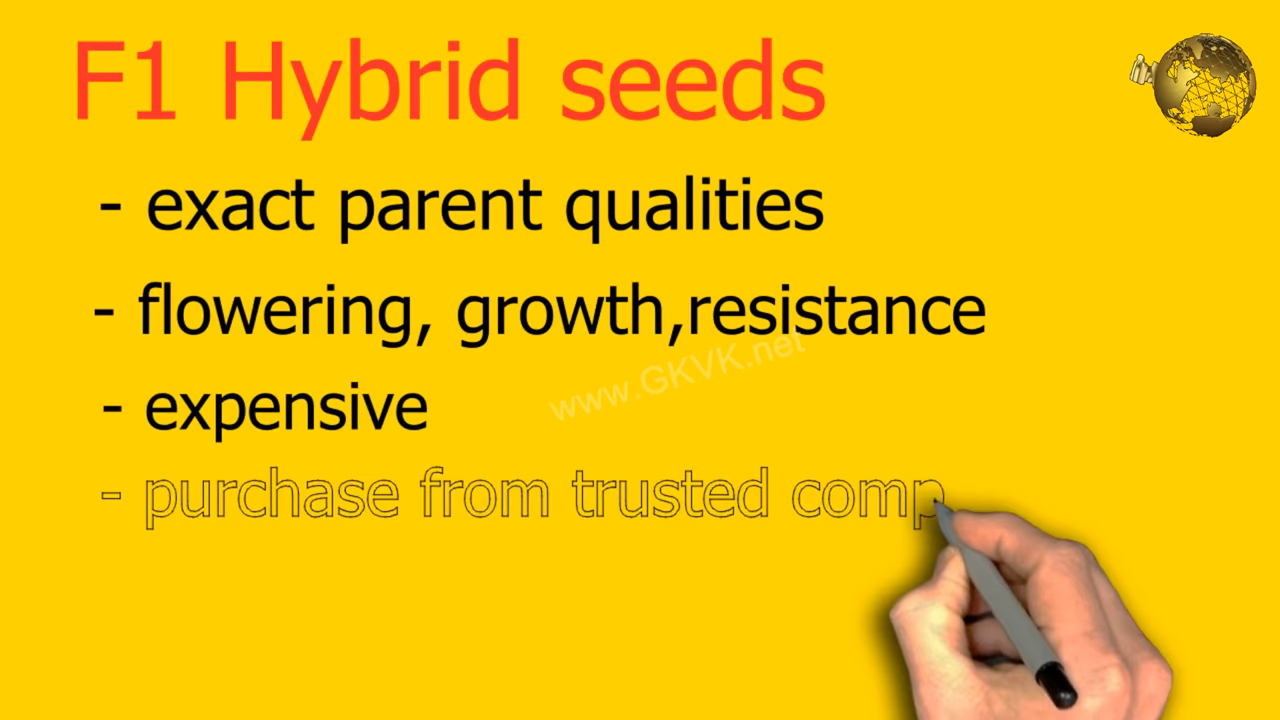 F1 Hybrid seeds
- exact parent qualities
- flowering, growth,resistance
www.GKVK.net
- expensive
- purchase from trusted comp